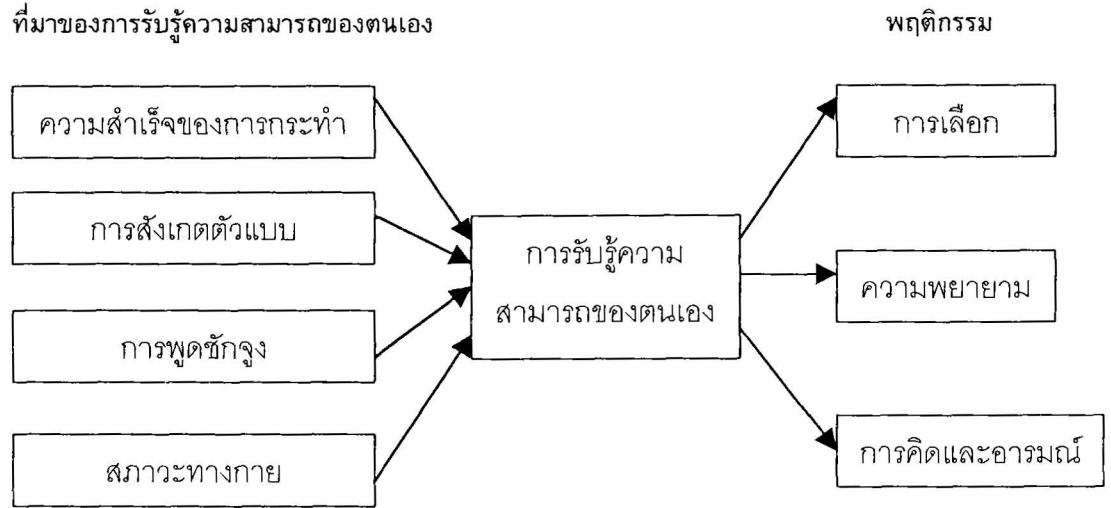 ที่มาของการรับรู้ความสามารถของตนเอง
พฤติกรรม
ความสำเร็จของการกระทำ
การสังเกตตัวแบบ
การพูดชักจูง
สภาวะทางกาย
การรับรู้ความ
สามารถของตนเอง
การเลือก
ความพยายาม
การคิดและอารมณ์